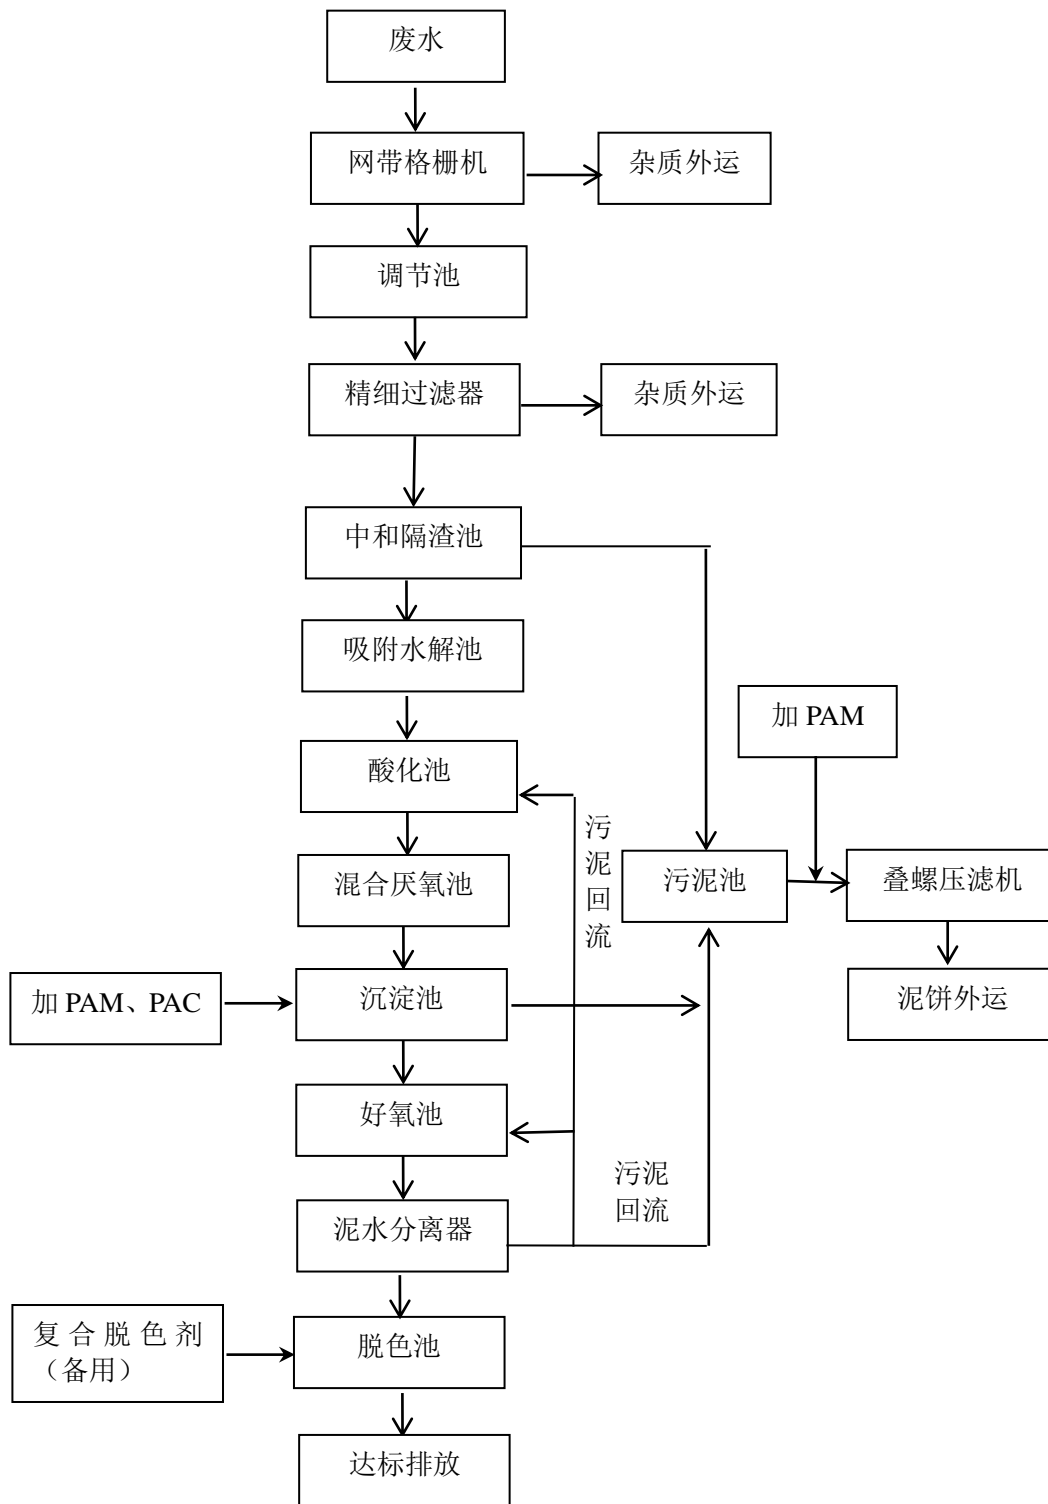 废水
网带格栅机
杂质外运
调节池
精细过滤器
杂质外运
中和隔渣池
吸附水解池
加 PAM
酸化池
污
泥
回
流
混合厌氧池
污泥池
叠螺压滤机
加 PAM、PAC
沉淀池
泥饼外运
好氧池
污泥
回流
泥水分离器
复合脱色剂
（备用）
脱色池
达标排放